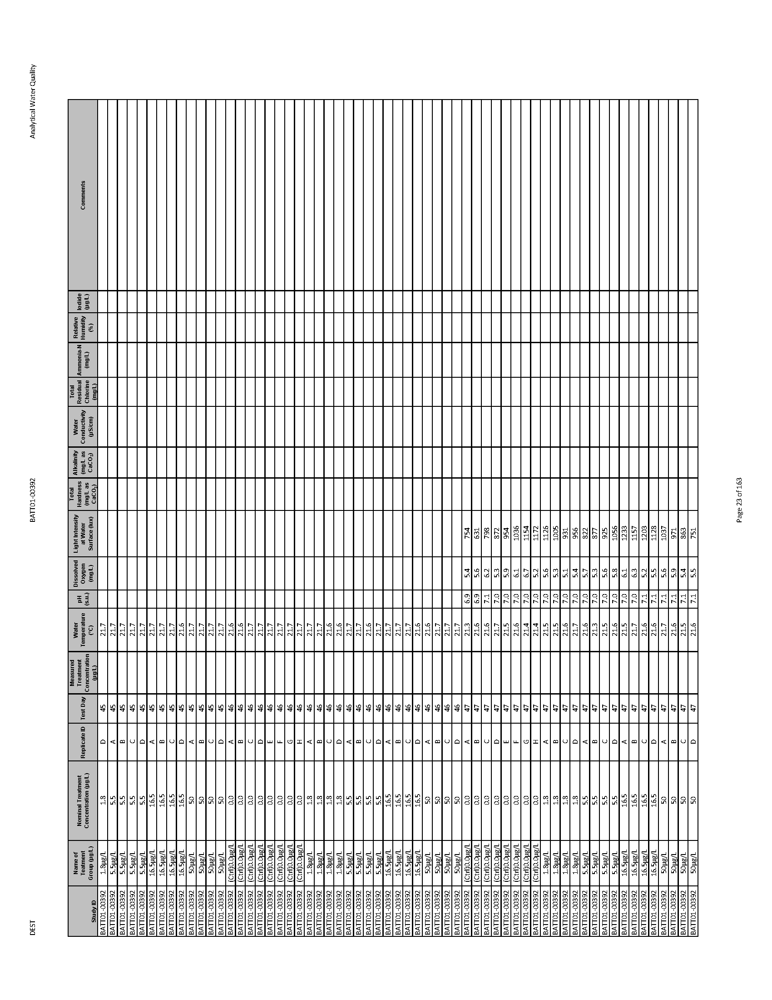 DEST BATT01-00392 Analytical Water Quality
Study ID Name of Teatment Group (µg/L) Nominal Treatment Concentration (µg/L) Replicate ID Test Day Measured Treatment Concentration (µg/L) Water Temperature (°C) pH (s.u.) Dissolved Oxygen (mg/L) Light Intensity at Water Surface (lux) Total Hardness (mg/L as CaCO₃) Alkalinity (mg/L as CaCO₃) Water Conductivity (µS/cm) Total Residual Chlorine (mg/L) Ammonia-N (mg/L) Relative Humidity (%) Iodide (µg/L) Comments
BATT01-00392 1.8µg/L 1.8 D 45 21.7
BATT01-00392 5.5µg/L 5.5 A 45 21.7
BATT01-00392 5.5µg/L 5.5 B 45 21.7
BATT01-00392 5.5µg/L 5.5 C 45 21.7
BATT01-00392 5.5µg/L 5.5 D 45 21.7
BATT01-00392 16.5µg/L 16.5 A 45 21.7
BATT01-00392 16.5µg/L 16.5 B 45 21.7
BATT01-00392 16.5µg/L 16.5 C 45 21.7
BATT01-00392 16.5µg/L 16.5 D 45 21.6
BATT01-00392 50µg/L 50 A 45 21.7
BATT01-00392 50µg/L 50 B 45 21.7
BATT01-00392 50µg/L 50 C 45 21.7
BATT01-00392 50µg/L 50 D 45 21.7
BATT01-00392 (Ctrl)0.0µg/L 0.0 A 46 21.6
BATT01-00392 (Ctrl)0.0µg/L 0.0 B 46 21.6
BATT01-00392 (Ctrl)0.0µg/L 0.0 C 46 21.7
BATT01-00392 (Ctrl)0.0µg/L 0.0 D 46 21.7
BATT01-00392 (Ctrl)0.0µg/L 0.0 E 46 21.7
BATT01-00392 (Ctrl)0.0µg/L 0.0 F 46 21.7
BATT01-00392 (Ctrl)0.0µg/L 0.0 G 46 21.7
BATT01-00392 (Ctrl)0.0µg/L 0.0 H 46 21.6
BATT01-00392 1.8µg/L 1.8 A 46 21.7
BATT01-00392 1.8µg/L 1.8 B 46 21.7
BATT01-00392 1.8µg/L 1.8 C 46 21.6
BATT01-00392 1.8µg/L 1.8 D 46 21.6
BATT01-00392 5.5µg/L 5.5 A 46 21.7
BATT01-00392 5.5µg/L 5.5 B 46 21.7
BATT01-00392 5.5µg/L 5.5 C 46 21.6
BATT01-00392 5.5µg/L 5.5 D 46 21.7
BATT01-00392 16.5µg/L 16.5 A 46 21.7
BATT01-00392 16.5µg/L 16.5 B 46 21.7
BATT01-00392 16.5µg/L 16.5 C 46 21.7
BATT01-00392 16.5µg/L 16.5 D 46 21.6
BATT01-00392 50µg/L 50 A 46 21.6
BATT01-00392 50µg/L 50 B 46 21.7
BATT01-00392 50µg/L 50 C 46 21.7
BATT01-00392 50µg/L 50 D 46 21.7
BATT01-00392 (Ctrl)0.0µg/L 0.0 A 47 21.3 6.9 5.4 754
BATT01-00392 (Ctrl)0.0µg/L 0.0 B 47 21.6 6.9 5.6 631
BATT01-00392 (Ctrl)0.0µg/L 0.0 C 47 21.6 7.1 6.2 798
BATT01-00392 (Ctrl)0.0µg/L 0.0 D 47 21.7 7.0 5.3 872
BATT01-00392 (Ctrl)0.0µg/L 0.0 E 47 21.5 7.0 5.9 954
BATT01-00392 (Ctrl)0.0µg/L 0.0 F 47 21.6 7.0 6.1 1036
BATT01-00392 (Ctrl)0.0µg/L 0.0 G 47 21.4 7.0 6.7 1154
BATT01-00392 (Ctrl)0.0µg/L 0.0 H 47 21.4 7.0 5.2 1172
BATT01-00392 1.8µg/L 1.8 A 47 21.5 7.0 5.6 1126
BATT01-00392 1.8µg/L 1.8 B 47 21.5 7.0 5.3 1005
BATT01-00392 1.8µg/L 1.8 C 47 21.6 7.0 5.1 931
BATT01-00392 1.8µg/L 1.8 D 47 21.7 7.0 5.4 956
BATT01-00392 5.5µg/L 5.5 A 47 21.6 7.0 5.7 822
BATT01-00392 5.5µg/L 5.5 B 47 21.3 7.0 5.3 877
BATT01-00392 5.5µg/L 5.5 C 47 21.5 7.0 5.6 925
BATT01-00392 5.5µg/L 5.5 D 47 21.6 7.0 5.8 1056
BATT01-00392 16.5µg/L 16.5 A 47 21.5 7.0 6.1 1233
BATT01-00392 16.5µg/L 16.5 B 47 21.7 7.0 6.3 1157
BATT01-00392 16.5µg/L 16.5 C 47 21.6 7.1 5.2 1203
BATT01-00392 16.5µg/L 16.5 D 47 21.6 7.1 5.5 1128
BATT01-00392 50µg/L 50 A 47 21.7 7.1 5.6 1037
BATT01-00392 50µg/L 50 B 47 21.6 7.1 5.9 971
BATT01-00392 50µg/L 50 C 47 21.5 7.1 5.4 863
BATT01-00392 50µg/L 50 D 47 21.6 7.1 5.5 751
Page 23 of 163